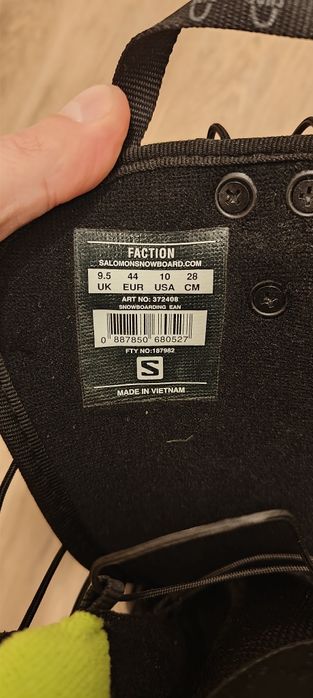 FACTION
SALOMONSNOWBOARD.COM
9.5 44 10 28
UK EUR USA CM
ART NO: 372408
SNOWBOARDING EAN
0 887850 680527
FTY NO:187982
S
MADE IN VIETNAM